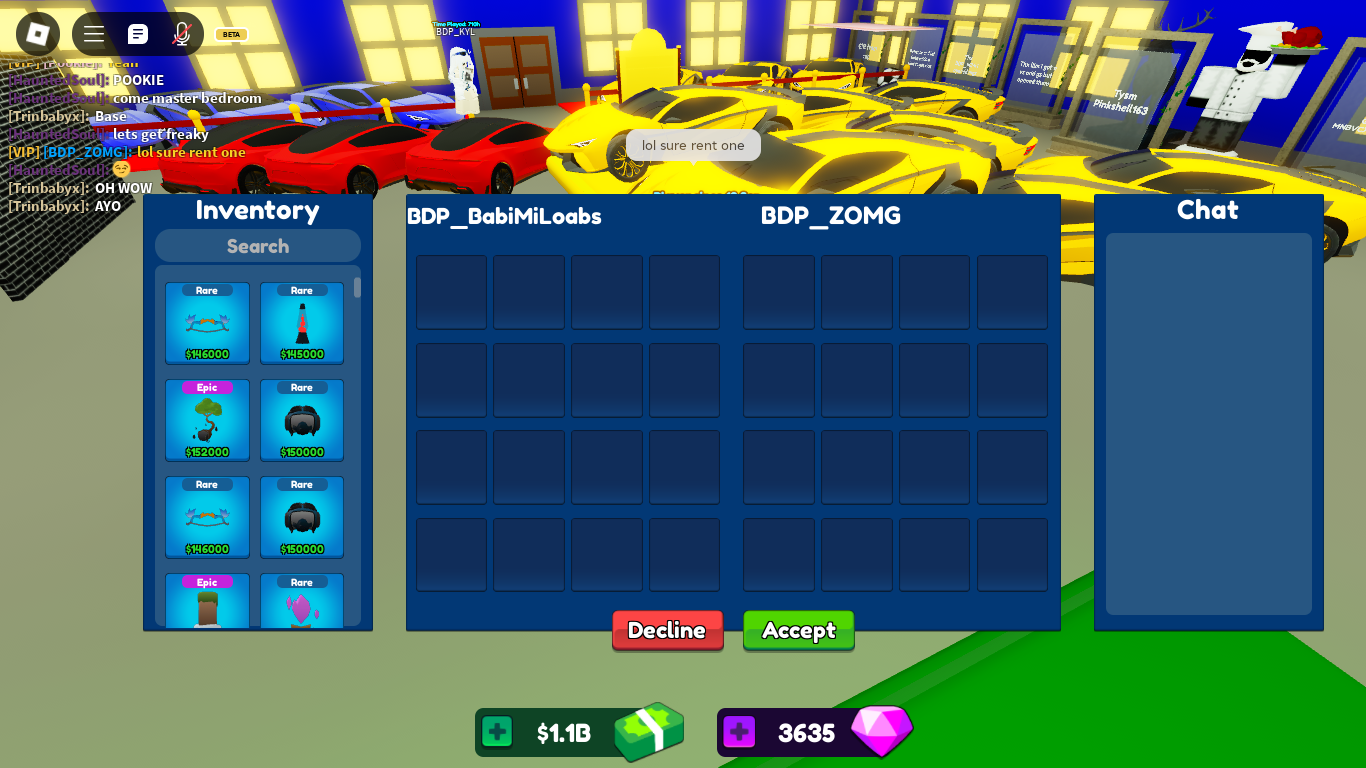 BETA
Time Played: 710h
BDP_KYL
[HauntedSoul]: POOKIE
[HauntedSoul]: come master bedroom
[Trinbabyx]: Base
[HauntedSoul]: lets get freaky
[VIP] [BDP_ZOMG]: lol sure rent one
[HauntedSoul]: 😏
[Trinbabyx]: OH WOW
[Trinbabyx]: AYO
lol sure rent one
Tysm
Pinkshell163
Inventory
Search
Rare
$146000
Rare
$145000
Epic
$152000
Rare
$150000
Rare
$146000
Rare
$150000
Epic
Rare
BDP_BabiMiLoabs
BDP_ZOMG
Decline
Accept
Chat
$1.1B
3635